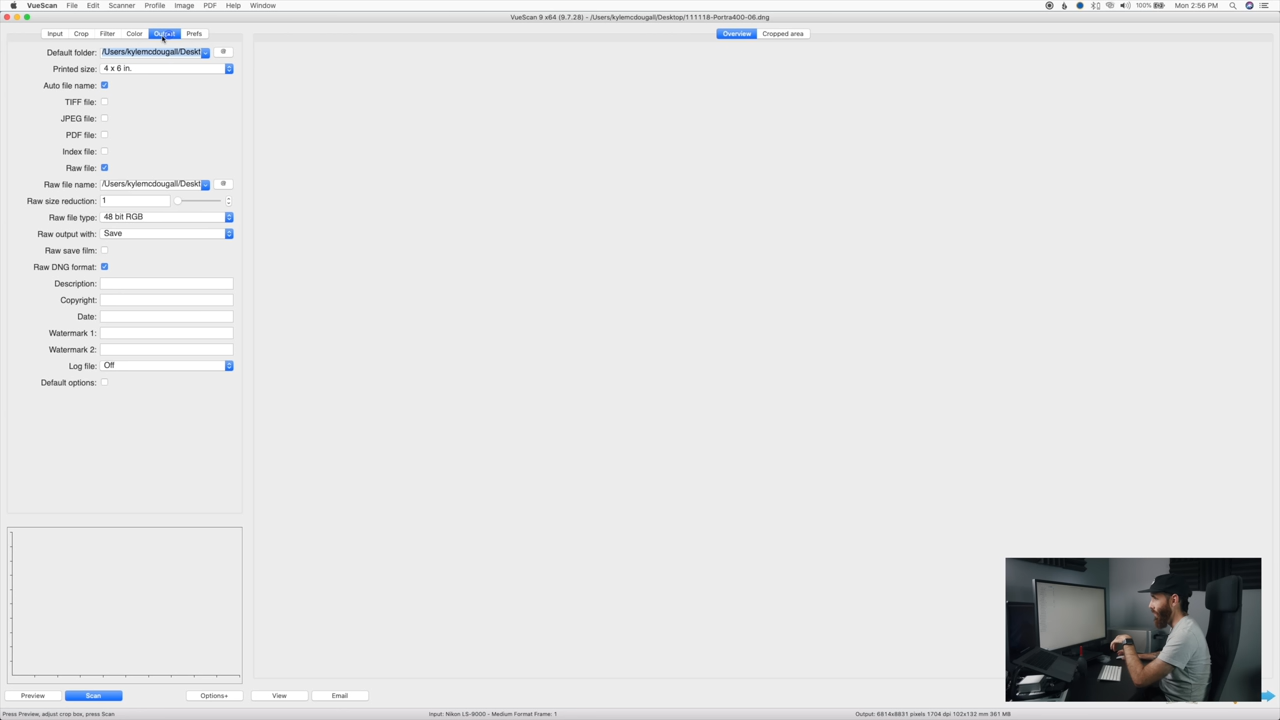 VueScan File Edit Scanner Profile Image PDF Help Window 100% Mon 2:56 PM
VueScan 9 x64 (9.7.28) - /Users/kylemcdougall/Desktop/111118-Portra400-06.dng
Input Crop Filter Color Output Prefs
Overview Cropped area
Default folder: /Users/kylemcdougall/Deskt @
Printed size: 4 x 6 in.
Auto file name:
TIFF file:
JPEG file:
PDF file:
Index file:
Raw file:
Raw file name: /Users/kylemcdougall/Deskt @
Raw size reduction: 1
Raw file type: 48 bit RGB
Raw output with: Save
Raw save film:
Raw DNG format:
Description:
Copyright:
Date:
Watermark 1:
Watermark 2:
Log file: Off
Default options:
Preview Scan Options+ View Email
Press Preview, adjust crop box, press Scan Input: Nikon LS-9000 - Medium Format Frame: 1 Output: 6814x8831 pixels 1704 dpi 102x132 mm 361 MB